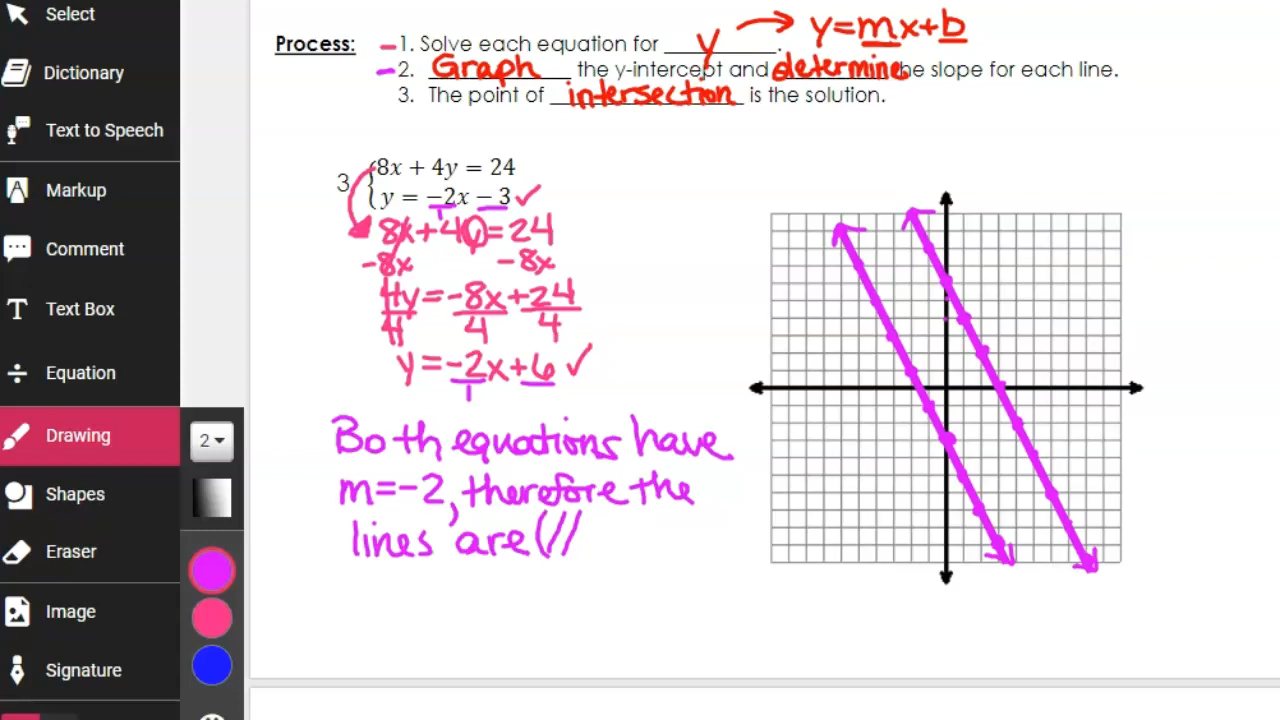 Select
Dictionary
Text to Speech
Markup
Comment
Text Box
Equation
Drawing
Shapes
Eraser
Image
Signature
2
Process: 1. Solve each equation for y. → y=mx+b
2. Graph the y-intercept and determine the slope for each line.
3. The point of intersection is the solution.
3 8x + 4y = 24
y = −2x − 3 ✓
8x+4y=24
-8x -8x
4y=-8x+24
4 4 4
y=-2x+6 ✓
1
Both equations have
m=-2, therefore the
lines are (//